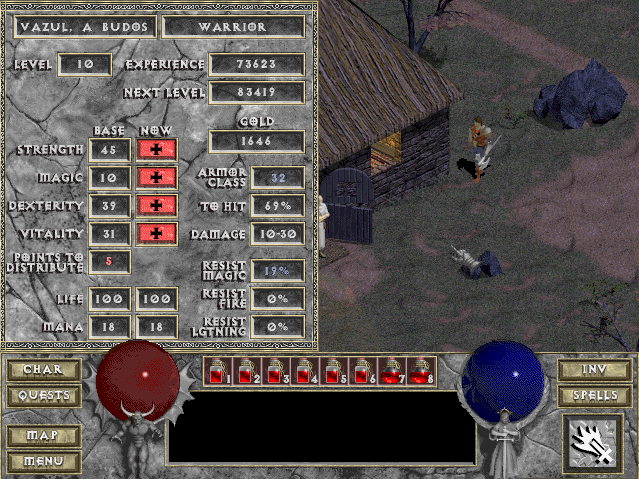 VAZUL, A BUDOS WARRIOR
LEVEL 10 EXPERIENCE 73623
NEXT LEVEL 83419
BASE NOW GOLD
1646
STRENGTH 45
MAGIC 10 ARMOR CLASS 32
DEXTERITY 39 TO HIT 69%
VITALITY 31 DAMAGE 10-30
POINTS TO DISTRIBUTE 5
RESIST MAGIC 19%
LIFE 100 100 RESIST FIRE 0%
MANA 18 18 RESIST LGTNING 0%
CHAR 1 2 3 4 5 6 7 8 INV
QUESTS SPELLS
MAP
MENU